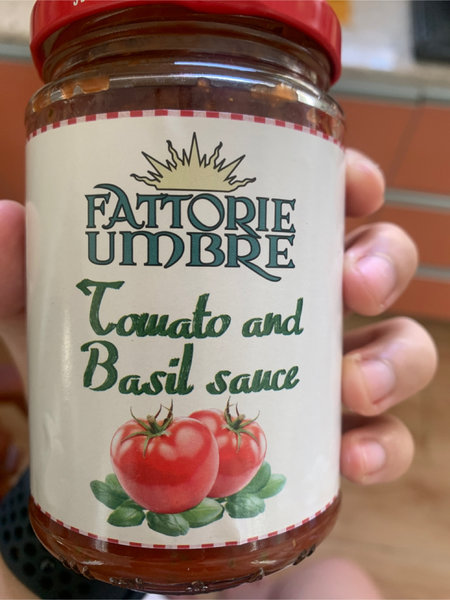 FATTORIE
UMBRE
Tomato and
Basil sauce